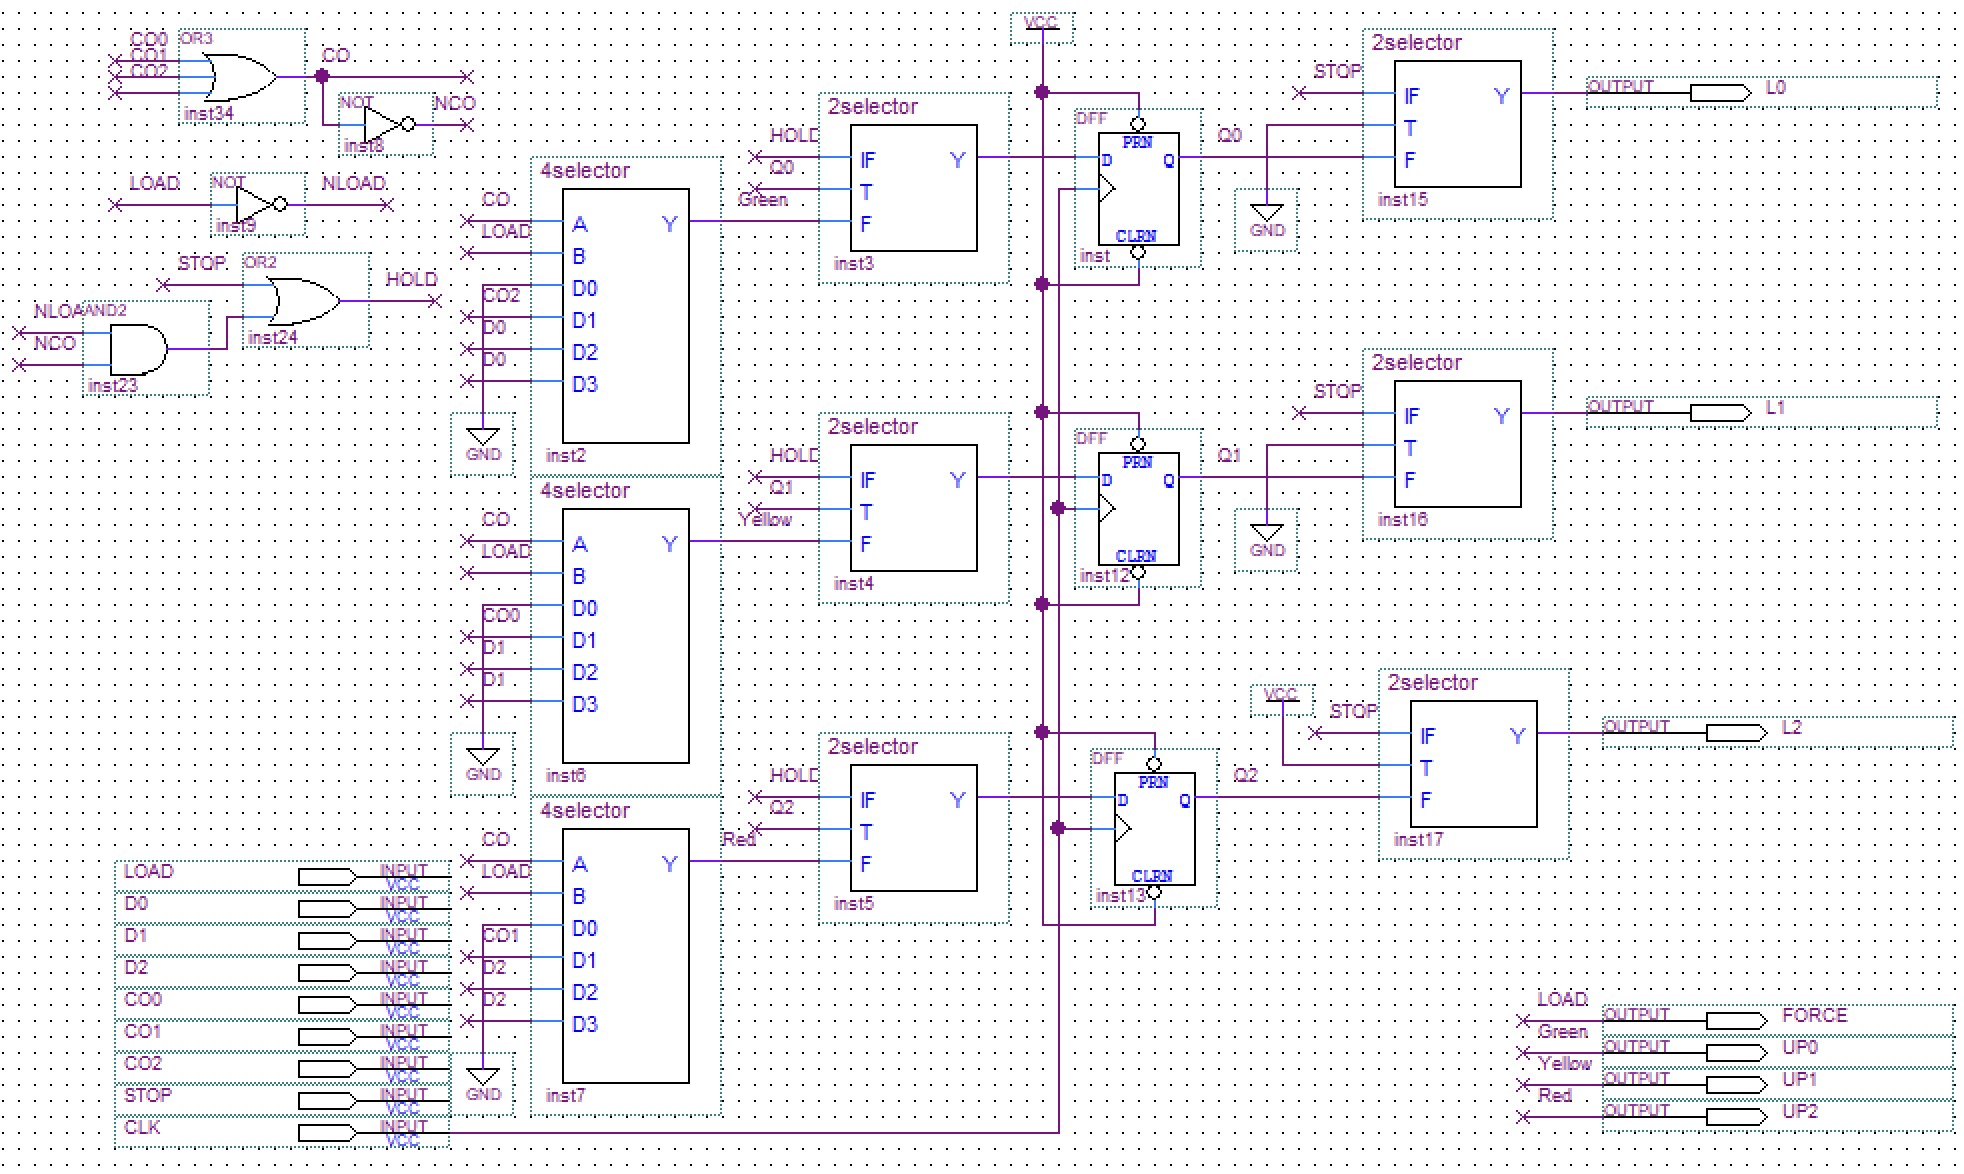 CO0
CO1
CO2
OR3
inst34
CO
NOT
NCO
inst8
LOAD
NOT
NLOAD
inst9
STOP
OR2
HOLD
inst24
NLOA
AND2
NCO
inst23
4selector
CO
LOAD
CO2
D0
D0
A
B
D0
D1
D2
D3
Y
GND
inst2
4selector
CO
LOAD
CO0
D1
D1
A
B
D0
D1
D2
D3
Y
GND
inst6
4selector
CO
LOAD
CO1
D2
D2
A
B
D0
D1
D2
D3
Y
GND
inst7
2selector
HOLD
Q0
Green
IF
T
F
Y
inst3
2selector
HOLD
Q1
Yellow
IF
T
F
Y
inst4
2selector
HOLD
Q2
Red
IF
T
F
Y
inst5
VCC
DFF
PRN
D
Q
CLRN
inst
Q0
DFF
PRN
D
Q
CLRN
inst12
Q1
DFF
PRN
D
Q
CLRN
inst13
Q2
2selector
STOP
IF
T
F
Y
GND
inst15
OUTPUT
L0
2selector
STOP
IF
T
F
Y
GND
inst16
OUTPUT
L1
2selector
VCC
STOP
IF
T
F
Y
inst17
OUTPUT
L2
LOAD INPUT
VCC
D0 INPUT
VCC
D1 INPUT
VCC
D2 INPUT
VCC
CO0 INPUT
VCC
CO1 INPUT
VCC
CO2 INPUT
VCC
STOP INPUT
VCC
CLK INPUT
VCC
LOAD OUTPUT FORCE
Green OUTPUT UP0
Yellow OUTPUT UP1
Red OUTPUT UP2